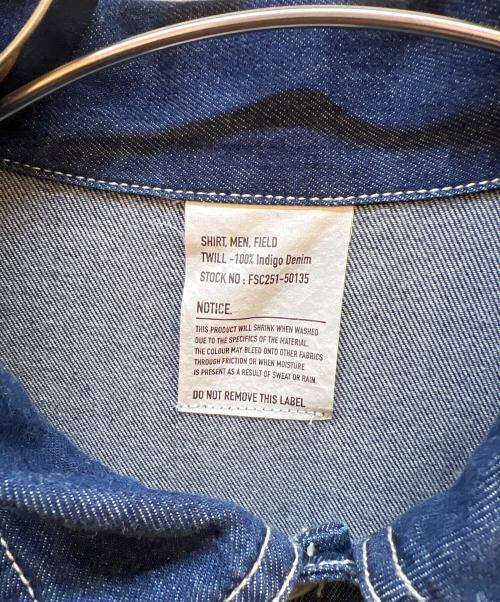 SHIRT, MEN, FIELD
TWILL -100% Indigo Denim
STOCK NO : FSC251-50135
NOTICE.
THIS PRODUCT WILL SHRINK WHEN WASHED
DUE TO THE SPECIFICS OF THE MATERIAL.
THE COLOUR MAY BLEED ONTO OTHER FABRICS
THROUGH FRICTION OR WHEN MOISTURE
IS PRESENT AS A RESULT OF SWEAT OR RAIN.
DO NOT REMOVE THIS LABEL